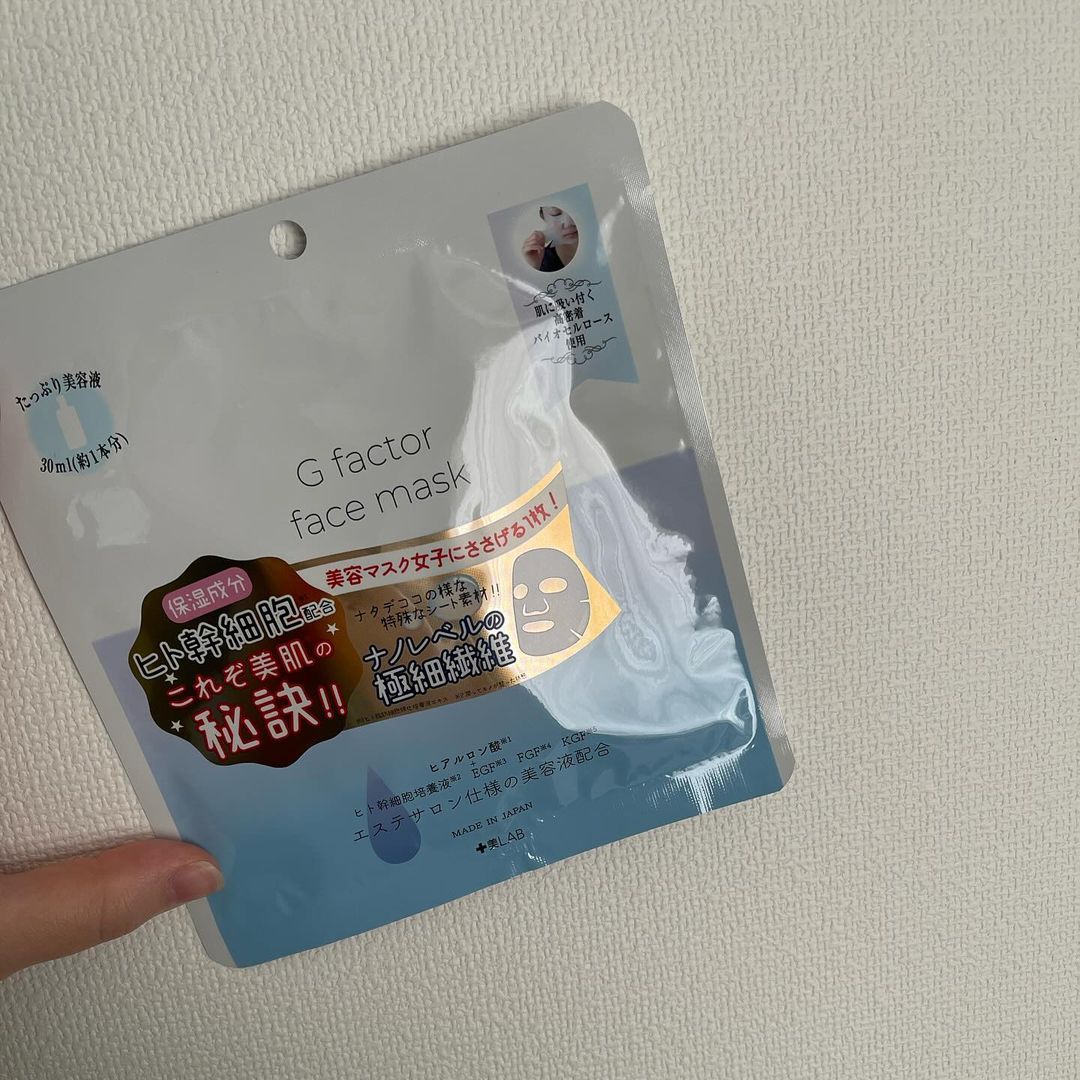 肌に吸い付く
高密着
バイオセルロース
使用
たっぷり美容液
30ml(約1本分)
G factor
face mask
美容マスク女子にささげる1枚!
保湿成分
ヒト幹細胞配合
これぞ美肌の
秘訣!!
ナタデココの様な
特殊なシート素材!!
ナノレベルの
極細繊維
ヒアルロン酸※1
+
ヒト幹細胞培養液※2 EGF※3 FGF※4 KGF※5
エステサロン仕様の美容液配合
MADE IN JAPAN
+美LAB